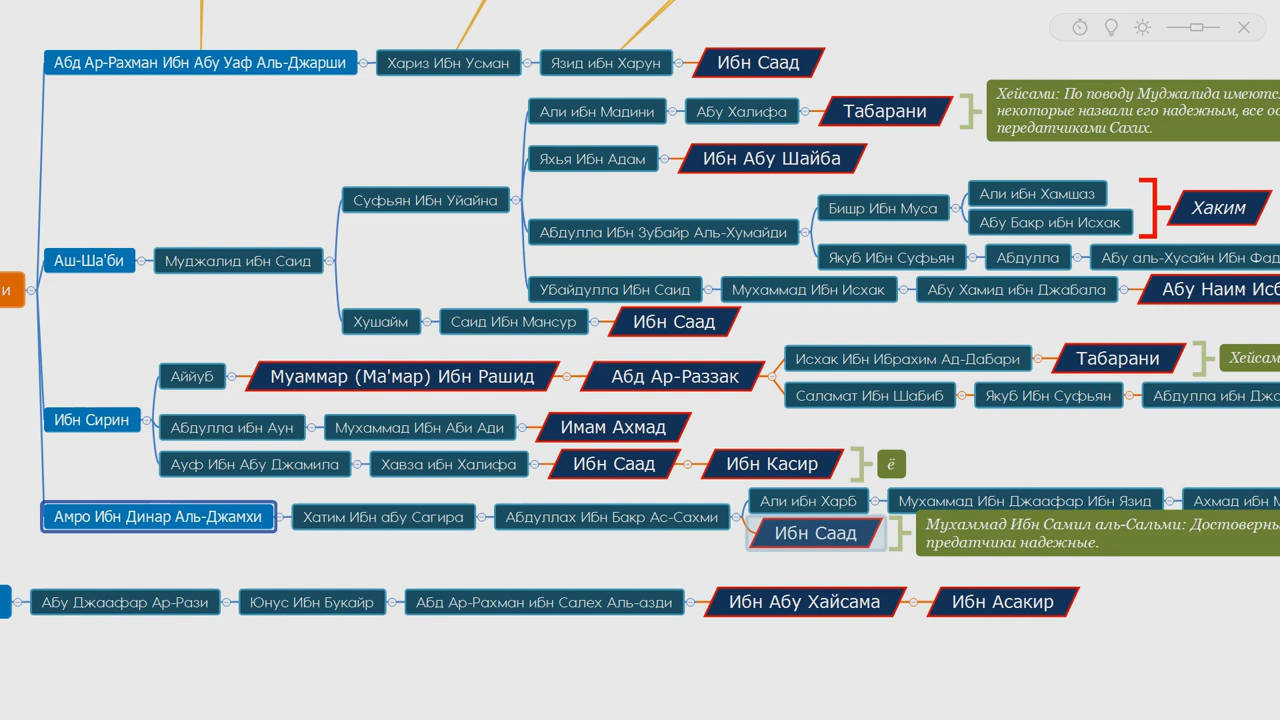 Абд Ар-Рахман Ибн Абу Уаф Аль-Джарши
Хариз Ибн Усман
Язид ибн Харун
Ибн Саад
Али ибн Мадини
Абу Халифа
Табарани
Хейсами: По поводу Муджалида имеютс
некоторые назвали его надежным, все ос
передатчиками Сахих.
Яхья Ибн Адам
Ибн Абу Шайба
Суфьян Ибн Уйайна
Абдулла Ибн Зубайр Аль-Хумайди
Бишр Ибн Муса
Али ибн Хамшаз
Абу Бакр ибн Исхак
Хаким
Якуб Ибн Суфьян
Абдулла
Абу аль-Хусайн Ибн Фад
и
Аш-Ша'би
Муджалид ибн Саид
Убайдулла Ибн Саид
Мухаммад Ибн Исхак
Абу Хамид ибн Джабала
Абу Наим Исб
Хушайм
Саид Ибн Мансур
Ибн Саад
Аййуб
Муаммар (Ма'мар) Ибн Рашид
Абд Ар-Раззак
Исхак Ибн Ибрахим Ад-Дабари
Табарани
Хейсам
Саламат Ибн Шабиб
Якуб Ибн Суфьян
Абдулла ибн Джа
Ибн Сирин
Абдулла ибн Аун
Мухаммад Ибн Аби Ади
Имам Ахмад
Ауф Ибн Абу Джамила
Хавза ибн Халифа
Ибн Саад
Ибн Касир
ё
Амро Ибн Динар Аль-Джамхи
Хатим Ибн абу Сагира
Абдуллах Ибн Бакр Ас-Сахми
Али ибн Харб
Мухаммад Ибн Джаафар Ибн Язид
Ахмад ибн М
Ибн Саад
Мухаммад Ибн Самил аль-Сальми: Достоверны
предатчики надежные.
Абу Джаафар Ар-Рази
Юнус Ибн Букайр
Абд Ар-Рахман ибн Салех Аль-азди
Ибн Абу Хайсама
Ибн Асакир